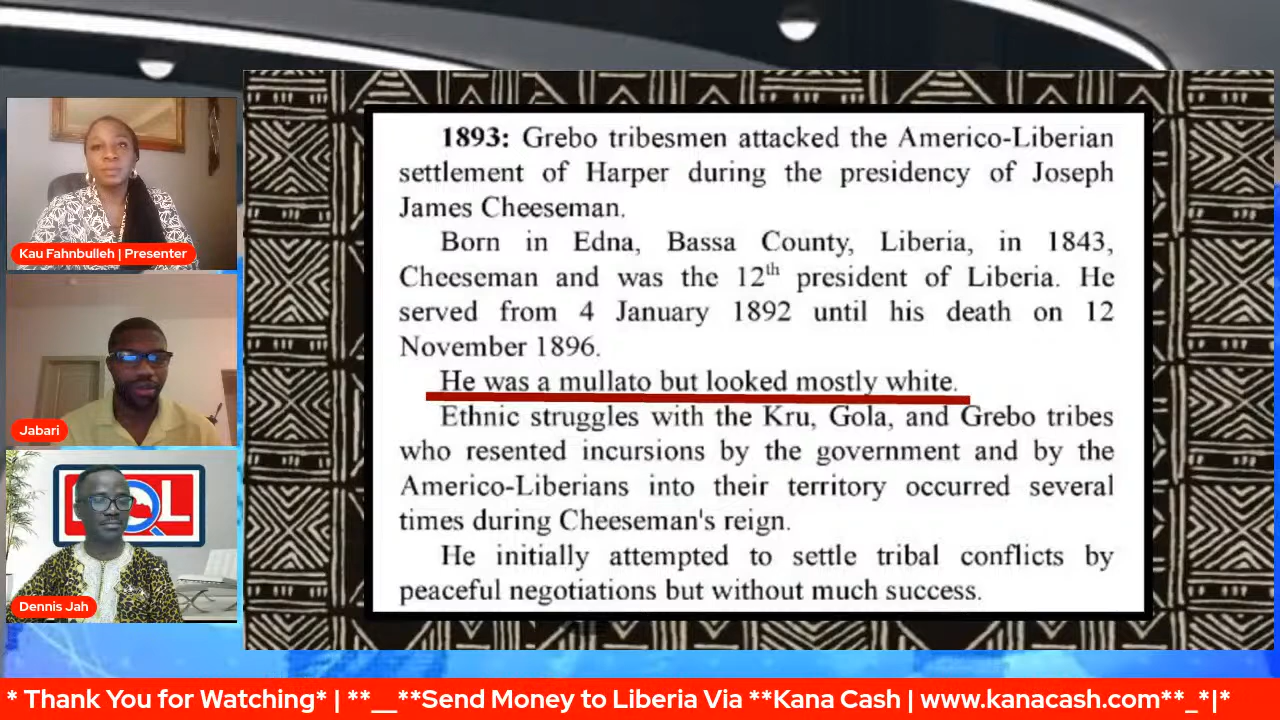 Kau Fahnbulleh | Presenter
Jabari
Dennis Jah
1893: Grebo tribesmen attacked the Americo-Liberian
settlement of Harper during the presidency of Joseph
James Cheeseman.
Born in Edna, Bassa County, Liberia, in 1843,
Cheeseman and was the 12th president of Liberia. He
served from 4 January 1892 until his death on 12
November 1896.
He was a mullato but looked mostly white.
Ethnic struggles with the Kru, Gola, and Grebo tribes
who resented incursions by the government and by the
Americo-Liberians into their territory occurred several
times during Cheeseman's reign.
He initially attempted to settle tribal conflicts by
peaceful negotiations but without much success.
* Thank You for Watching* | **__**Send Money to Liberia Via **Kana Cash | www.kanacash.com**_*|*